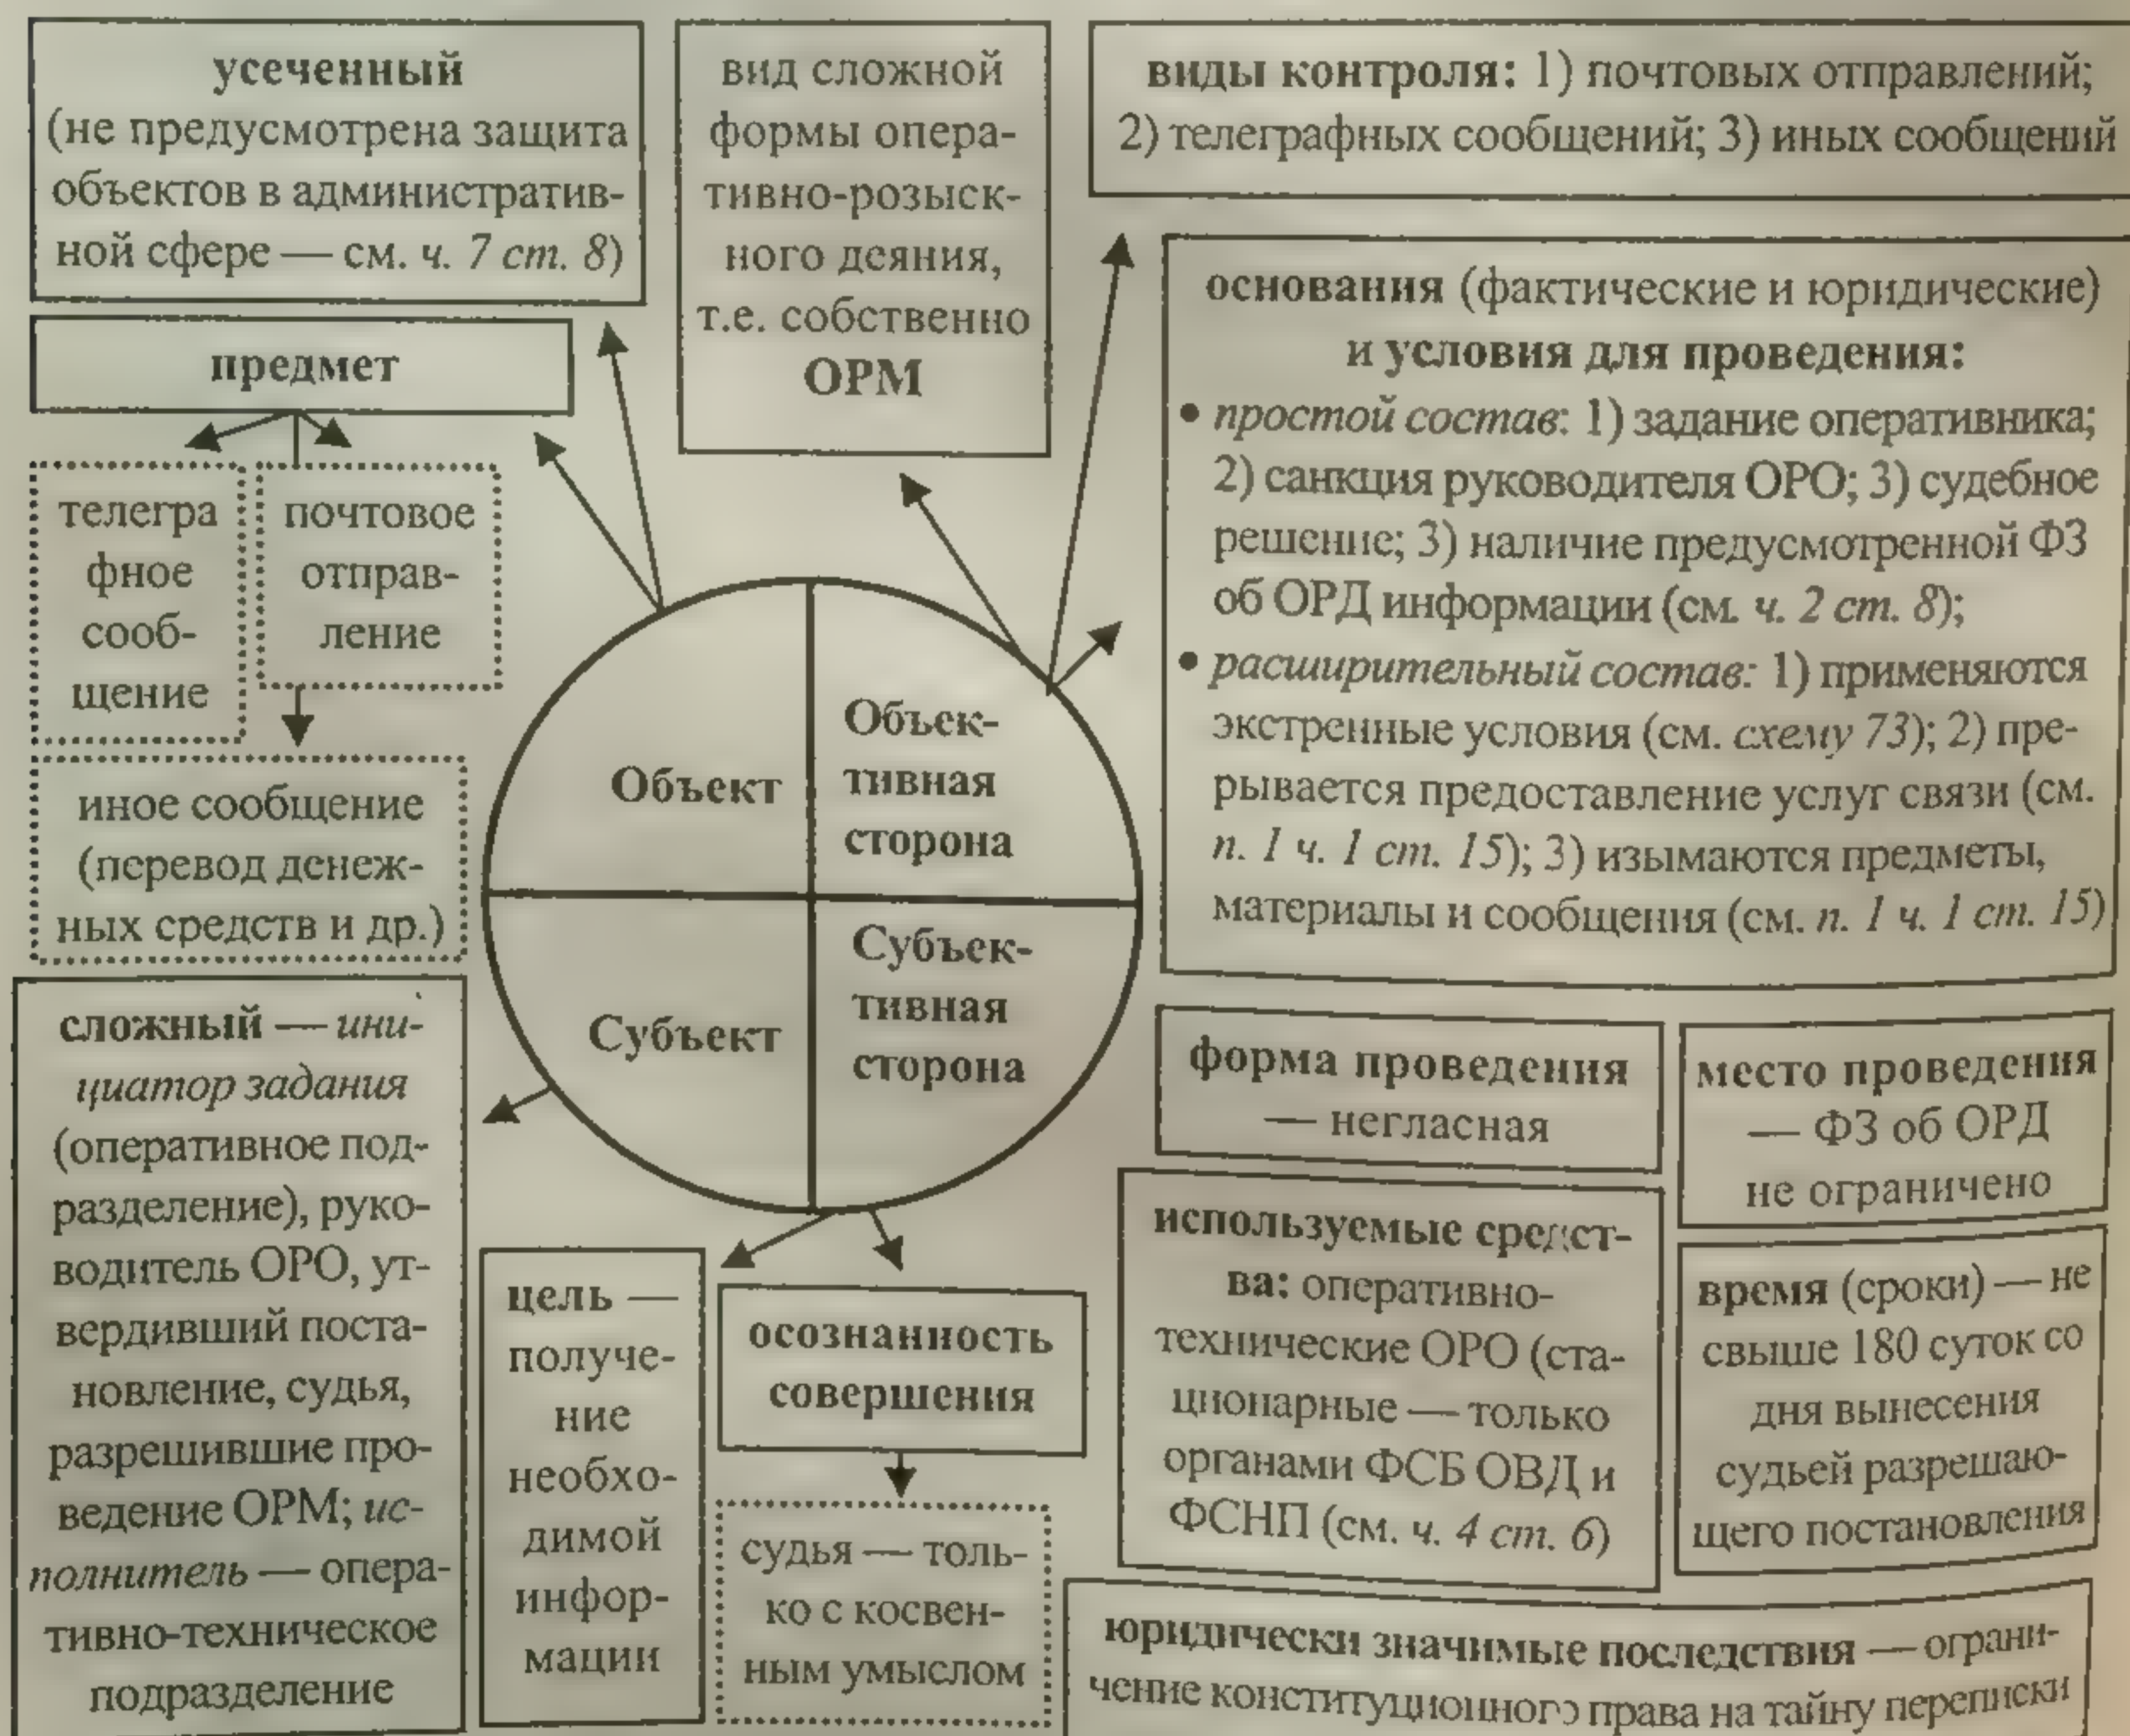 усеченный
(не предусмотрена защита
объектов в административ-
ной сфере — см. ч. 7 ст. 8)
вид сложной
формы опера-
тивно-розыск-
ного деяния,
т.е. собственно
ОРМ
виды контроля: 1) почтовых отправлений;
2) телеграфных сообщений; 3) иных сообщений
предмет
телегра
фное
сооб-
щение
почтовое
отправ-
ление
иное сообщение
(перевод денеж-
ных средств и др.)
основания (фактические и юридические)
и условия для проведения:
• простой состав: 1) задание оперативника;
2) санкция руководителя ОРО; 3) судебное
решение; 3) наличие предусмотренной ФЗ
об ОРД информации (см. ч. 2 ст. 8);
• расширительный состав: 1) применяются
экстренные условия (см. схему 73); 2) пре-
рывается предоставление услуг связи (см.
п. 1 ч. 1 ст. 15); 3) изымаются предметы,
материалы и сообщения (см. п. 1 ч. 1 ст. 15)
Объект
Объек-
тивная
сторона
Субъект
Субъек-
тивная
сторона
сложный — ини-
циатор задания
(оперативное под-
разделение), руко-
водитель ОРО, ут-
вердивший поста-
новление, судья,
разрешившие про-
ведение ОРМ; ис-
полнитель — опера-
тивно-техническое
подразделение
цель —
получе-
ние
необхо-
димой
инфор-
мации
осознанность
совершения
судья — толь-
ко с косвен-
ным умыслом
форма проведения
— негласная
место проведения
— ФЗ об ОРД
не ограничено
используемые средст-
ва: оперативно-
технические ОРО (ста-
ционарные — только
органами ФСБ ОВД и
ФСНП (см. ч. 4 ст. 6)
время (сроки) — не
свыше 180 суток со
дня вынесения
судьей разрешаю-
щего постановления
юридически значимые последствия — ограни-
чение конституционного права на тайну переписки